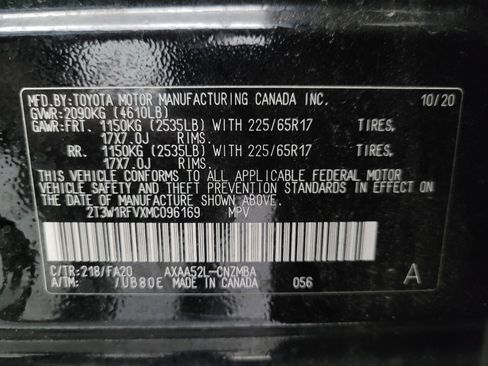 MFD.BY:TOYOTA MOTOR MANUFACTURING CANADA INC. 10/20
GVWR:2090KG (4610LB)
GAWR:FRT. 1150KG (2535LB) WITH 225/65R17 TIRES,
17X7.0J RIMS.
RR. 1150KG (2535LB) WITH 225/65R17 TIRES,
17X7.0J RIMS.
THIS VEHICLE CONFORMS TO ALL APPLICABLE FEDERAL MOTOR
VEHICLE SAFETY AND THEFT PREVENTION STANDARDS IN EFFECT
ON THE DATE OF MANUFACTURE SHOWN ABOVE.
2T3W1RFVXMC096169 MPV
C/TR:218/FA20 AXAA52L-CNZMBA A
A/TM: /UB80E MADE IN CANADA 056